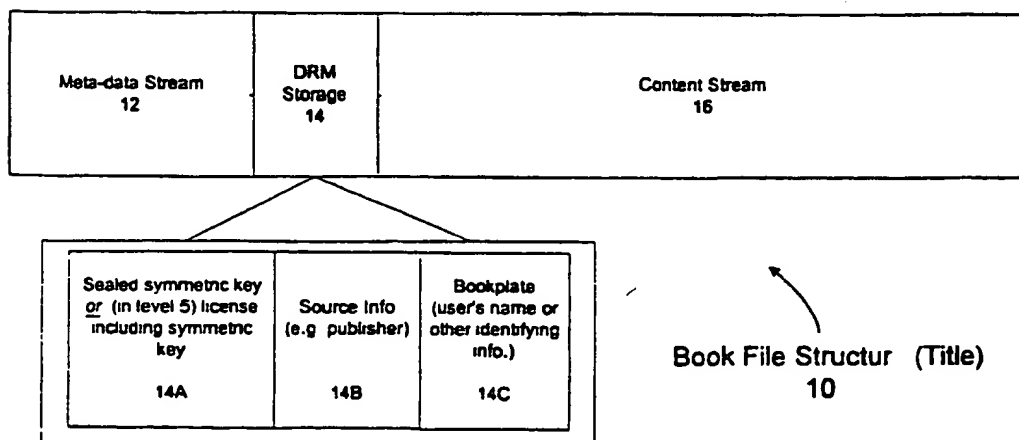 Meta-data Stream
12
DRM
Storage
14
Content Stream
16
Sealed symmetric key
or (in level 5) license
including symmetric
key
14A
Source Info
(e.g publisher)
14B
Bookplate
(user's name or
other identifying
info.)
14C
Book File Structur (Title)
10